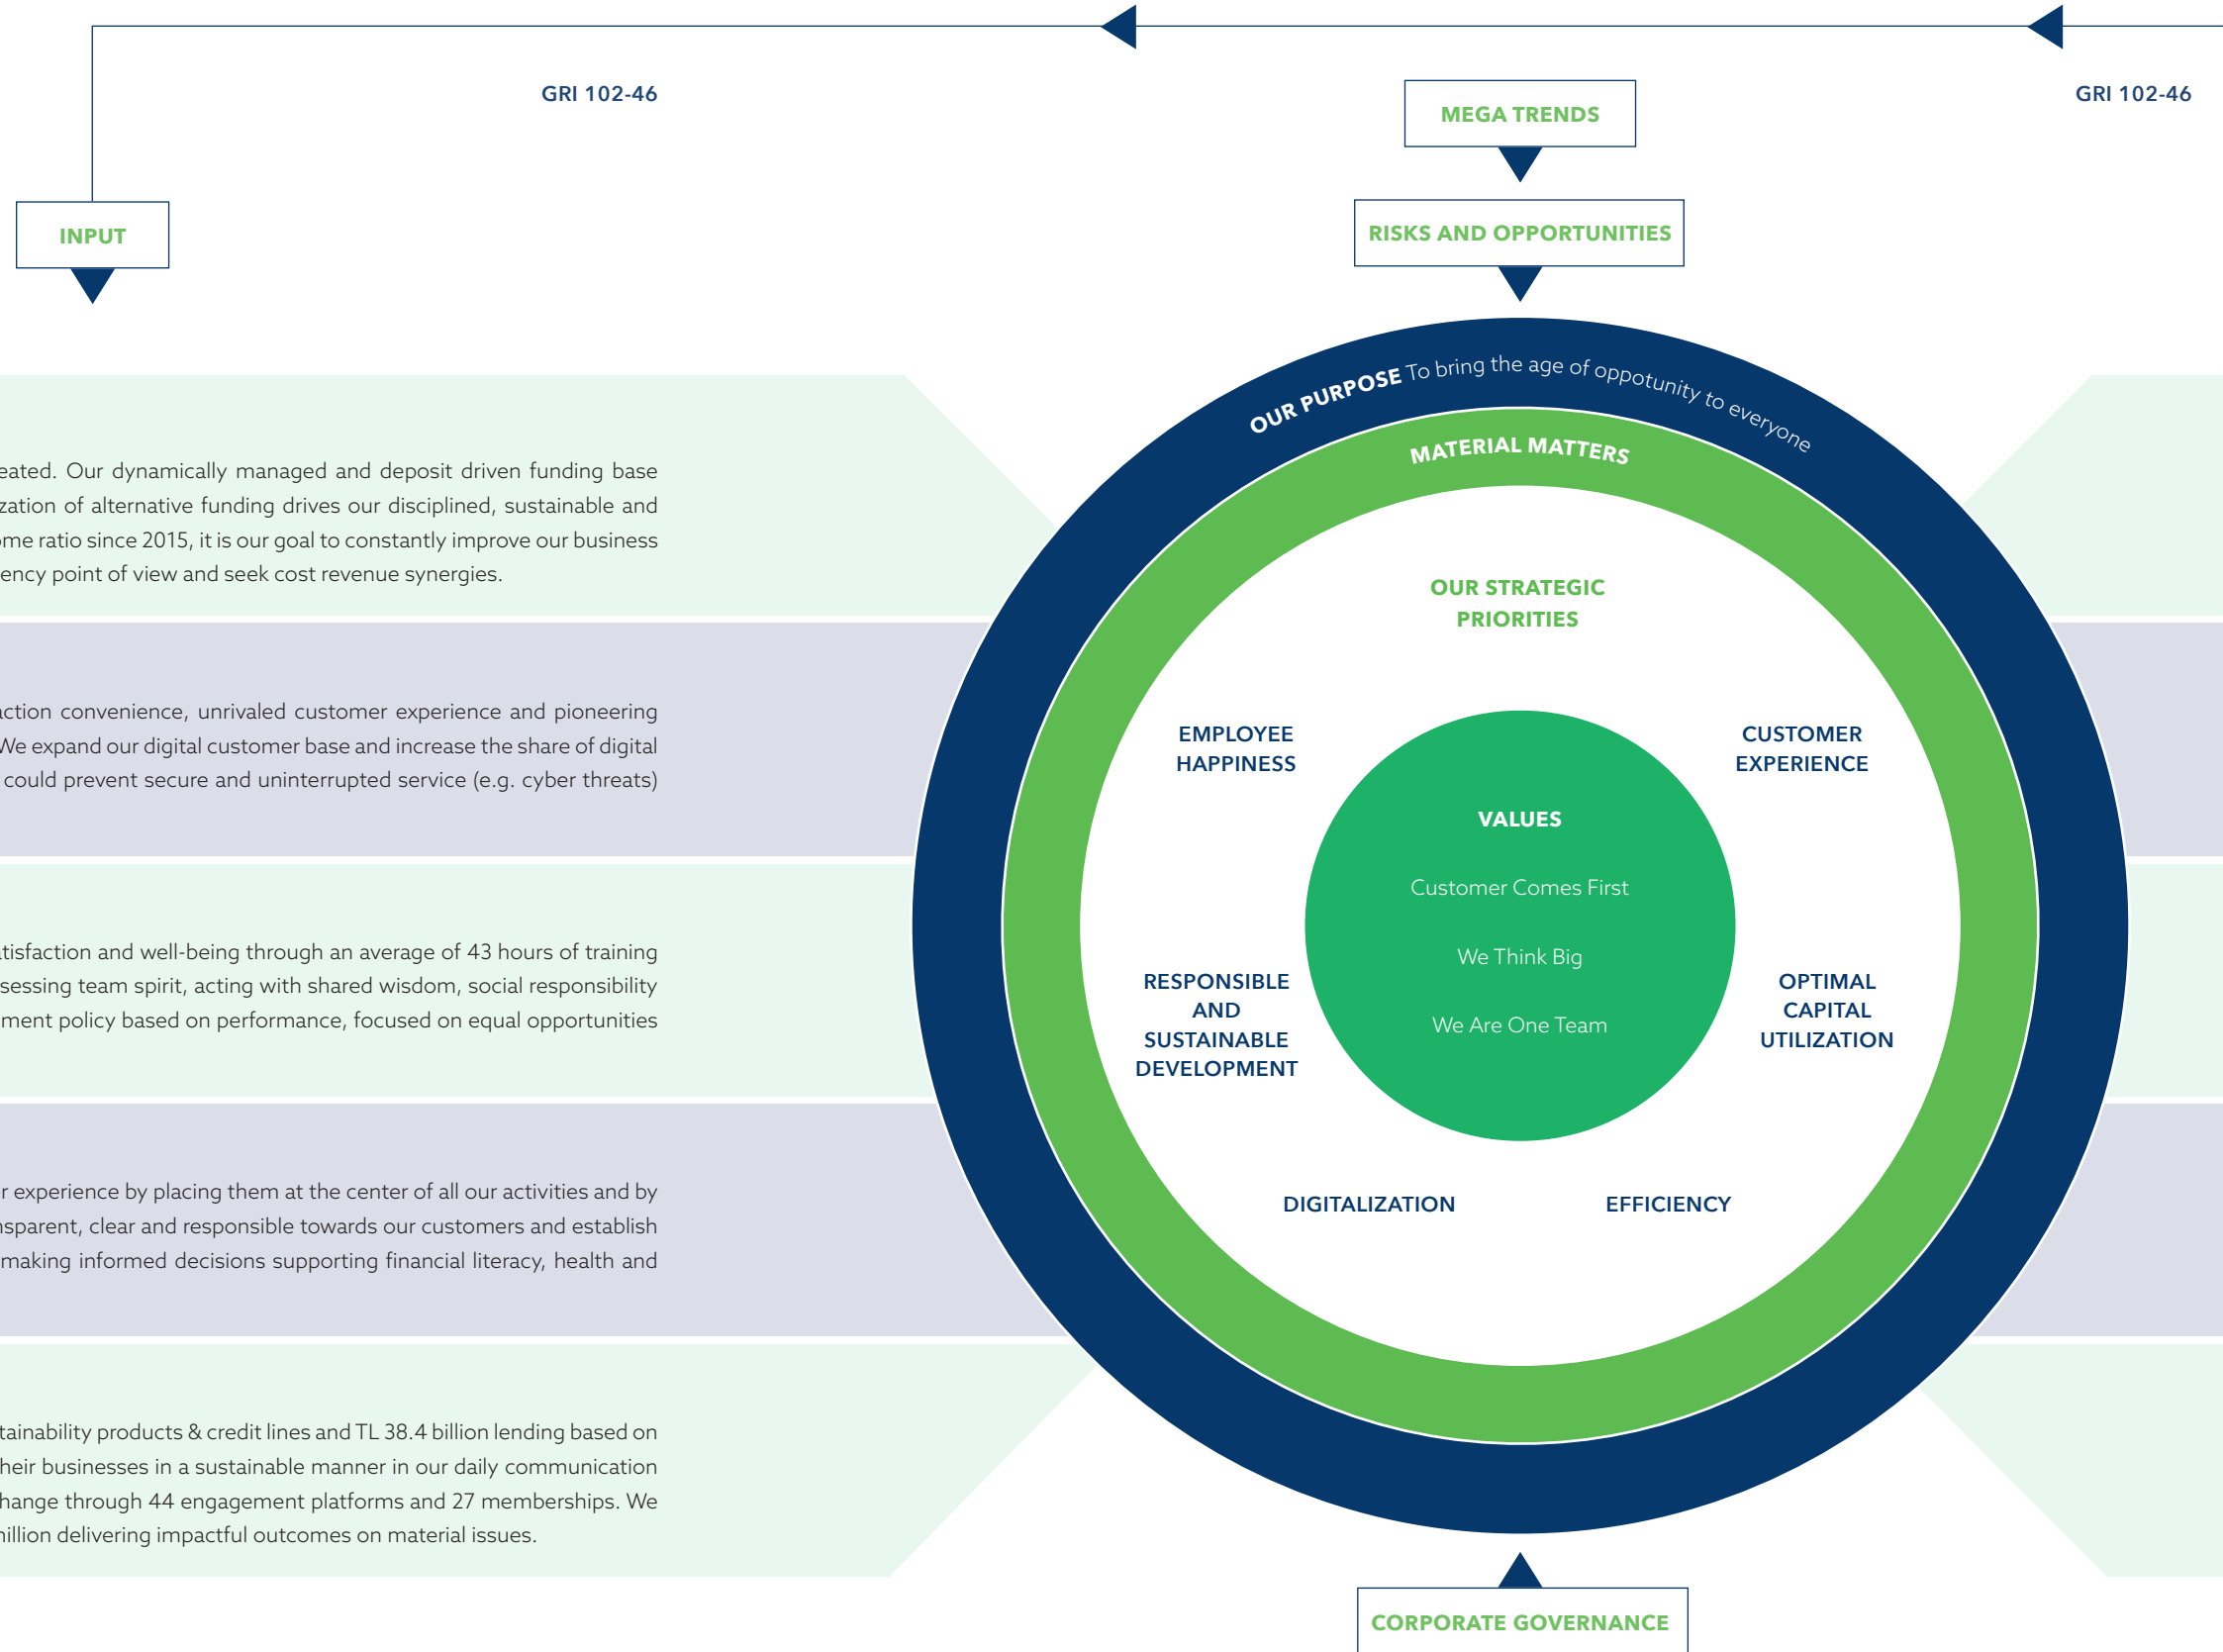 GRI 102-46
GRI 102-46
MEGA TRENDS
INPUT
RISKS AND OPPORTUNITIES
OUR PURPOSE To bring the age of oppotunity to everyone
MATERIAL MATTERS
eated. Our dynamically managed and deposit driven funding base
zation of alternative funding drives our disciplined, sustainable and
ome ratio since 2015, it is our goal to constantly improve our business
ency point of view and seek cost revenue synergies.
action convenience, unrivaled customer experience and pioneering
We expand our digital customer base and increase the share of digital
could prevent secure and uninterrupted service (e.g. cyber threats)
atisfaction and well-being through an average of 43 hours of training
ssessing team spirit, acting with shared wisdom, social responsibility
ment policy based on performance, focused on equal opportunities
r experience by placing them at the center of all our activities and by
nsparent, clear and responsible towards our customers and establish
making informed decisions supporting financial literacy, health and
stainability products & credit lines and TL 38.4 billion lending based on
their businesses in a sustainable manner in our daily communication
hange through 44 engagement platforms and 27 memberships. We
million delivering impactful outcomes on material issues.
OUR STRATEGIC
PRIORITIES
EMPLOYEE
HAPPINESS
CUSTOMER
EXPERIENCE
VALUES
Customer Comes First
We Think Big
We Are One Team
RESPONSIBLE
AND
SUSTAINABLE
DEVELOPMENT
OPTIMAL
CAPITAL
UTILIZATION
DIGITALIZATION
EFFICIENCY
CORPORATE GOVERNANCE